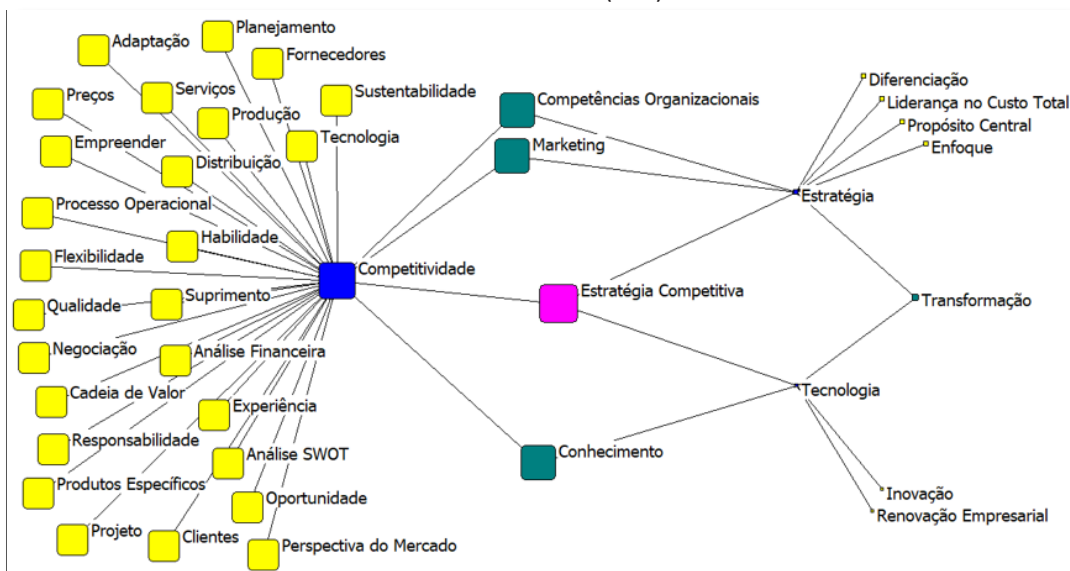 Planejamento
Adaptação
Fornecedores
Diferenciação
Serviços
Sustentabilidade
Preços
Competências Organizacionais
Liderança no Custo Total
Produção
Propósito Central
Empreender
Tecnologia
Marketing
Enfoque
Distribuição
Estratégia
Processo Operacional
Habilidade
Flexibilidade
Competitividade
Estratégia Competitiva
Suprimento
Transformação
Qualidade
Negociação
Análise Financeira
Cadeia de Valor
Tecnologia
Experiência
Responsabilidade
Análise SWOT
Conhecimento
Produtos Específicos
Oportunidade
Inovação
Renovação Empresarial
Projeto
Clientes
Perspectiva do Mercado